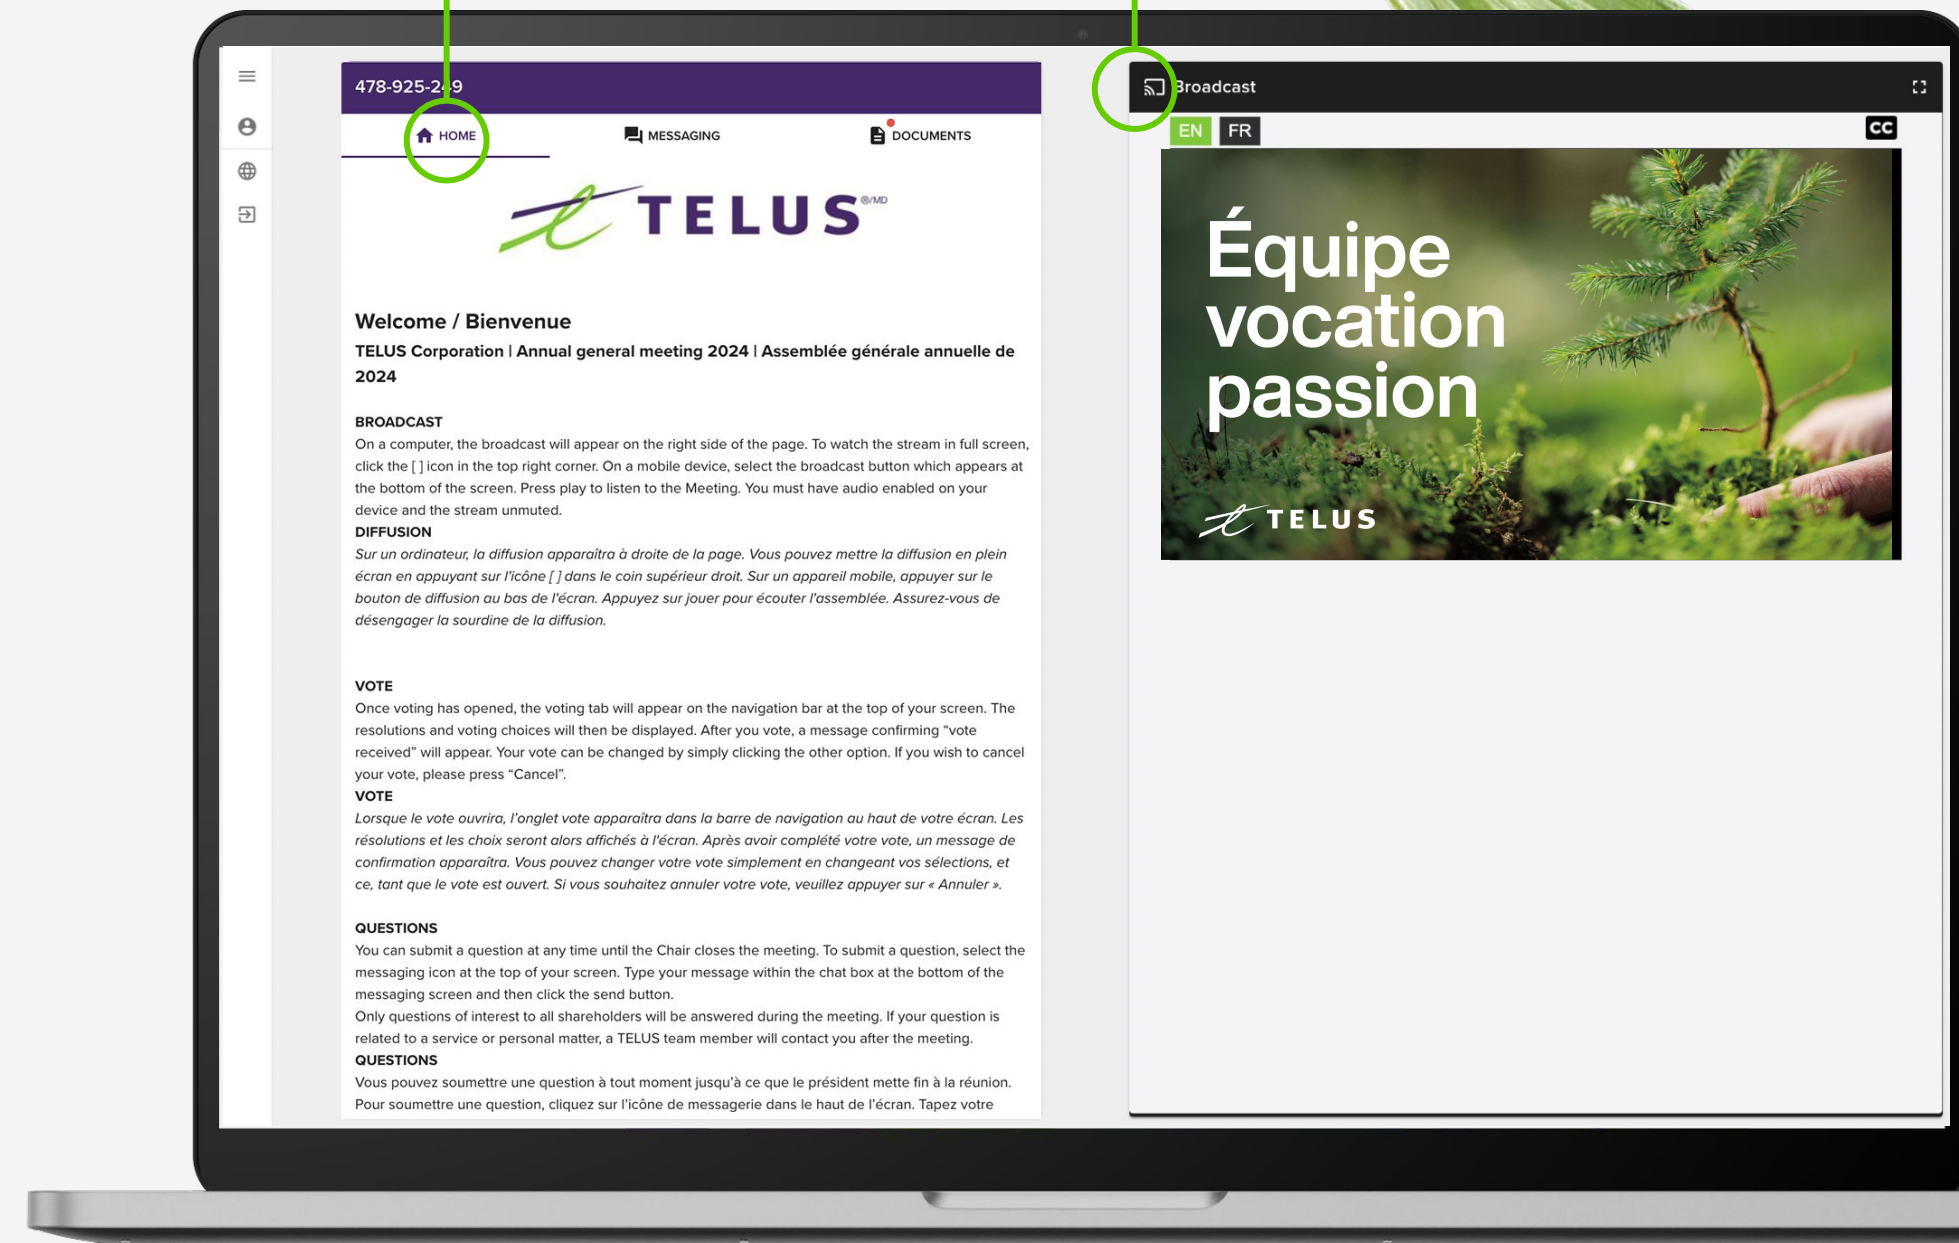 478-925-249
HOME
MESSAGING
DOCUMENTS
TELUS®/MD
Welcome / Bienvenue
TELUS Corporation | Annual general meeting 2024 | Assemblée générale annuelle de
2024
BROADCAST
On a computer, the broadcast will appear on the right side of the page. To watch the stream in full screen,
click the [ ] icon in the top right corner. On a mobile device, select the broadcast button which appears at
the bottom of the screen. Press play to listen to the Meeting. You must have audio enabled on your
device and the stream unmuted.
DIFFUSION
Sur un ordinateur, la diffusion apparaîtra à droite de la page. Vous pouvez mettre la diffusion en plein
écran en appuyant sur l'icône [ ] dans le coin supérieur droit. Sur un appareil mobile, appuyer sur le
bouton de diffusion au bas de l'écran. Appuyez sur jouer pour écouter l'assemblée. Assurez-vous de
désengager la sourdine de la diffusion.
VOTE
Once voting has opened, the voting tab will appear on the navigation bar at the top of your screen. The
resolutions and voting choices will then be displayed. After you vote, a message confirming “vote
received” will appear. Your vote can be changed by simply clicking the other option. If you wish to cancel
your vote, please press “Cancel”.
VOTE
Lorsque le vote ouvrira, l’onglet vote apparaîtra dans la barre de navigation au haut de votre écran. Les
résolutions et les choix seront alors affichés à l'écran. Après avoir complété votre vote, un message de
confirmation apparaîtra. Vous pouvez changer votre vote simplement en changeant vos sélections, et
ce, tant que le vote est ouvert. Si vous souhaitez annuler votre vote, veuillez appuyer sur « Annuler ».
QUESTIONS
You can submit a question at any time until the Chair closes the meeting. To submit a question, select the
messaging icon at the top of your screen. Type your message within the chat box at the bottom of the
messaging screen and then click the send button.
Only questions of interest to all shareholders will be answered during the meeting. If your question is
related to a service or personal matter, a TELUS team member will contact you after the meeting.
QUESTIONS
Vous pouvez soumettre une question à tout moment jusqu’à ce que le président mette fin à la réunion.
Pour soumettre une question, cliquez sur l’icône de messagerie dans le haut de l’écran. Tapez votre
Broadcast
EN FR
CC
Équipe
vocation
passion
TELUS